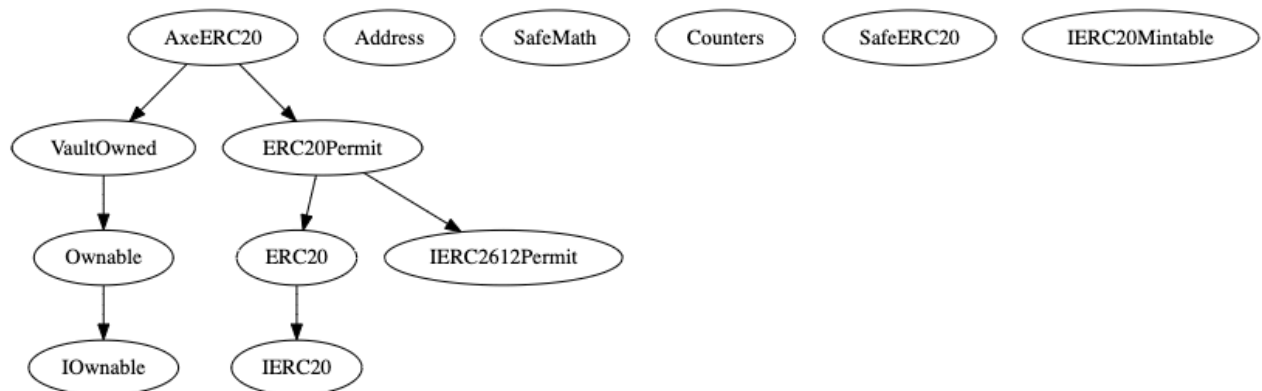 AxeERC20 Address SafeMath Counters SafeERC20 IERC20Mintable
VaultOwned ERC20Permit
Ownable ERC20 IERC2612Permit
IOwnable IERC20